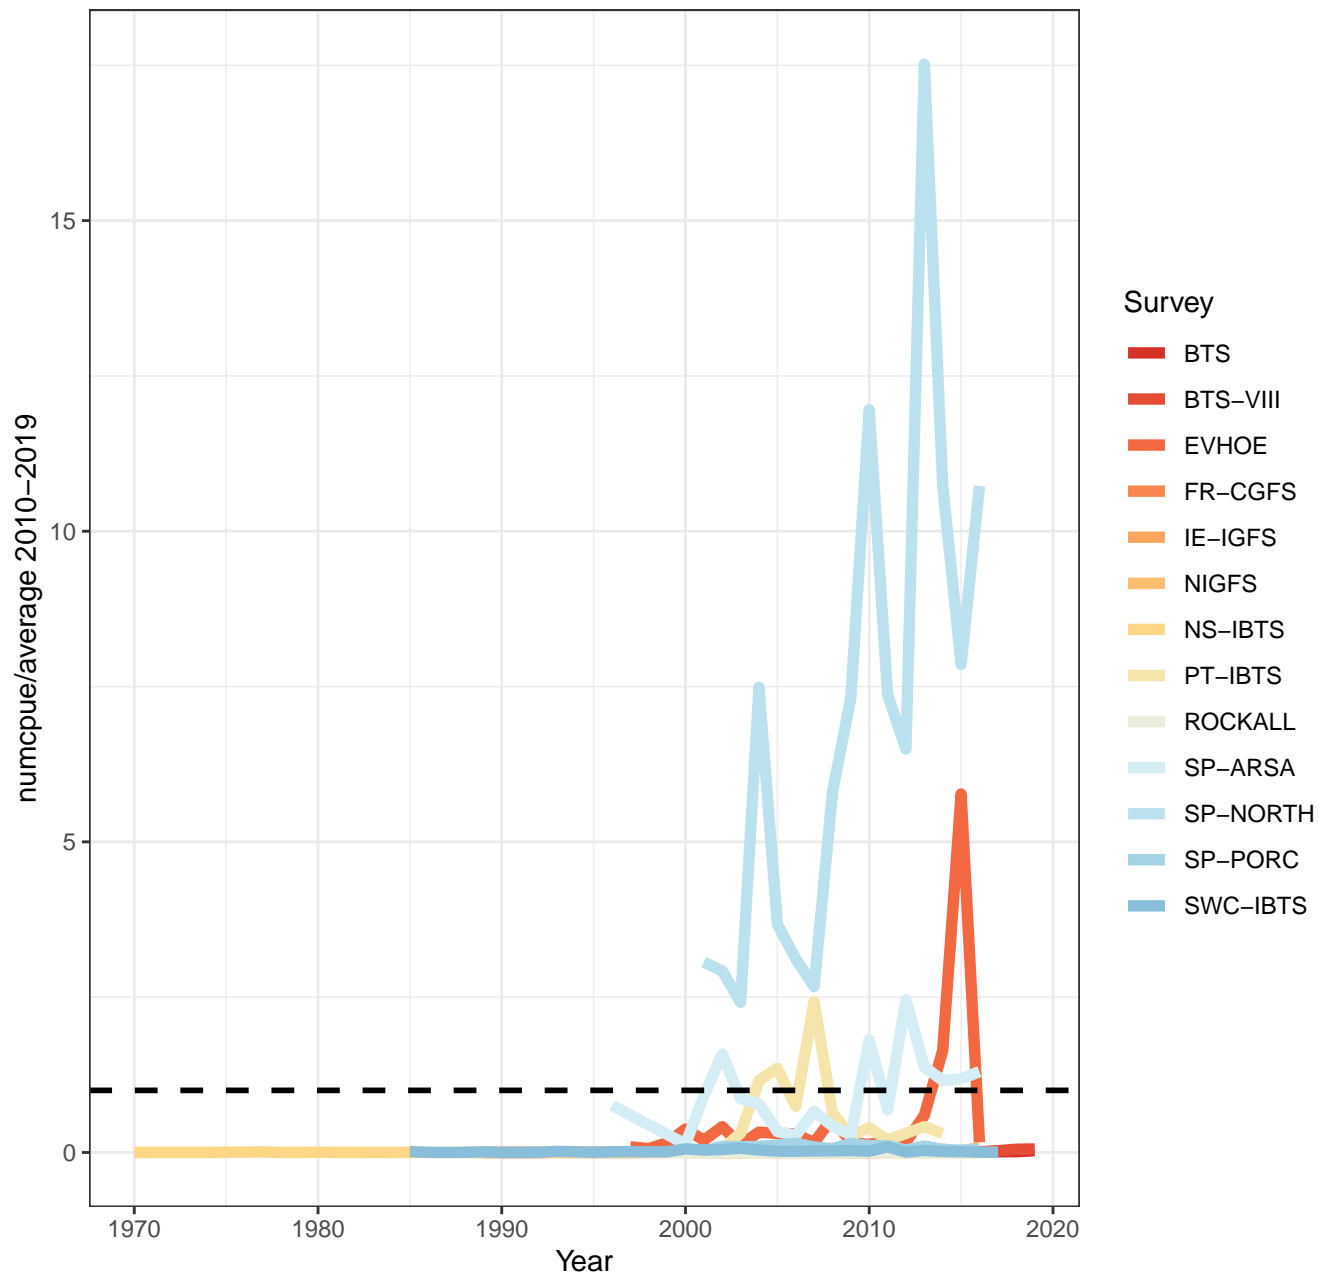 numcpue/average 2010−2019
15
10
5
0
1970
1980
1990
2000
2010
2020
Year
Survey
BTS
BTS−VIII
EVHOE
FR−CGFS
IE−IGFS
NIGFS
NS−IBTS
PT−IBTS
ROCKALL
SP−ARSA
SP−NORTH
SP−PORC
SWC−IBTS